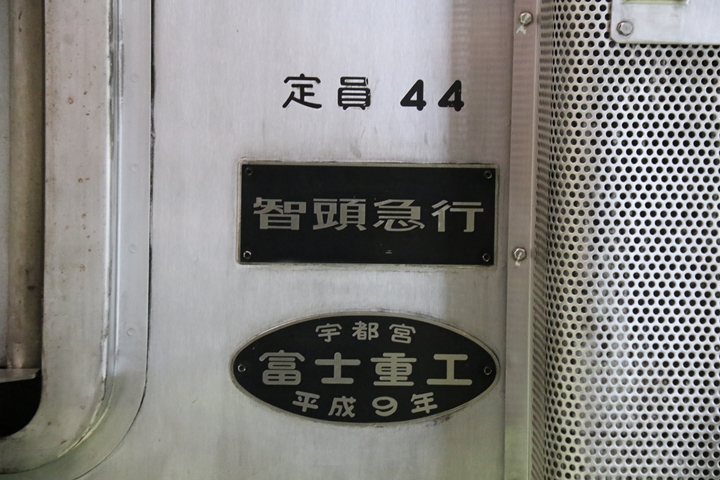 定員 44
智頭急行
宇都宮
富士重工
平成9年